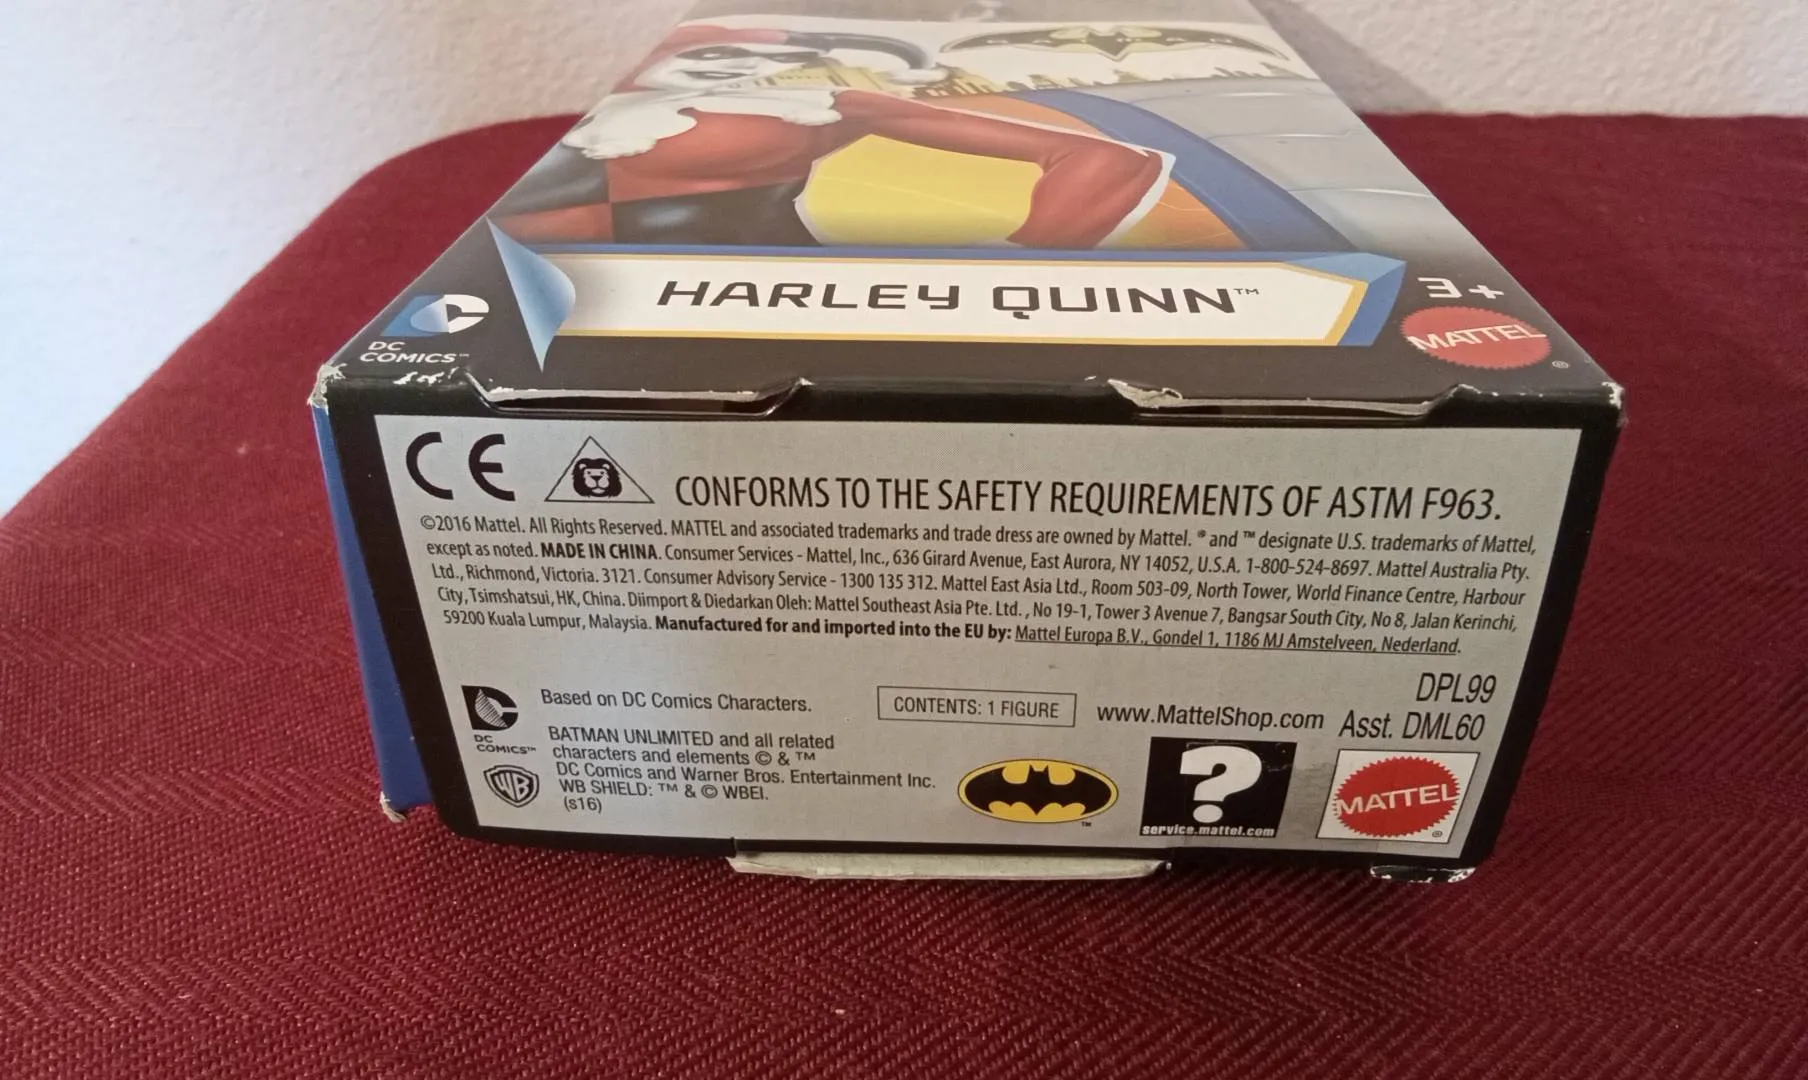 BATMAN
HARLEY QUINN™
3+
DC
COMICS™
MATTEL
®
CE
CONFORMS TO THE SAFETY REQUIREMENTS OF ASTM F963.
©2016 Mattel. All Rights Reserved. MATTEL and associated trademarks and trade dress are owned by Mattel. ® and ™ designate U.S. trademarks of Mattel,
except as noted. MADE IN CHINA. Consumer Services - Mattel, Inc., 636 Girard Avenue, East Aurora, NY 14052, U.S.A. 1-800-524-8697. Mattel Australia Pty.
Ltd., Richmond, Victoria. 3121. Consumer Advisory Service - 1300 135 312. Mattel East Asia Ltd., Room 503-09, North Tower, World Finance Centre, Harbour
City, Tsimshatsui, HK, China. Diimport & Diedarkan Oleh: Mattel Southeast Asia Pte. Ltd., No 19-1, Tower 3 Avenue 7, Bangsar South City, No 8, Jalan Kerinchi,
59200 Kuala Lumpur, Malaysia. Manufactured for and imported into the EU by: Mattel Europa B.V., Gondel 1, 1186 MJ Amstelveen, Nederland.
DC
COMICS™
Based on DC Comics Characters.
CONTENTS: 1 FIGURE
www.MattelShop.com
DPL99
Asst. DML60
WB
BATMAN UNLIMITED and all related
characters and elements © & ™
DC Comics and Warner Bros. Entertainment Inc.
WB SHIELD: ™ & © WBEI.
(s16)
™
?
service.mattel.com
MATTEL
®